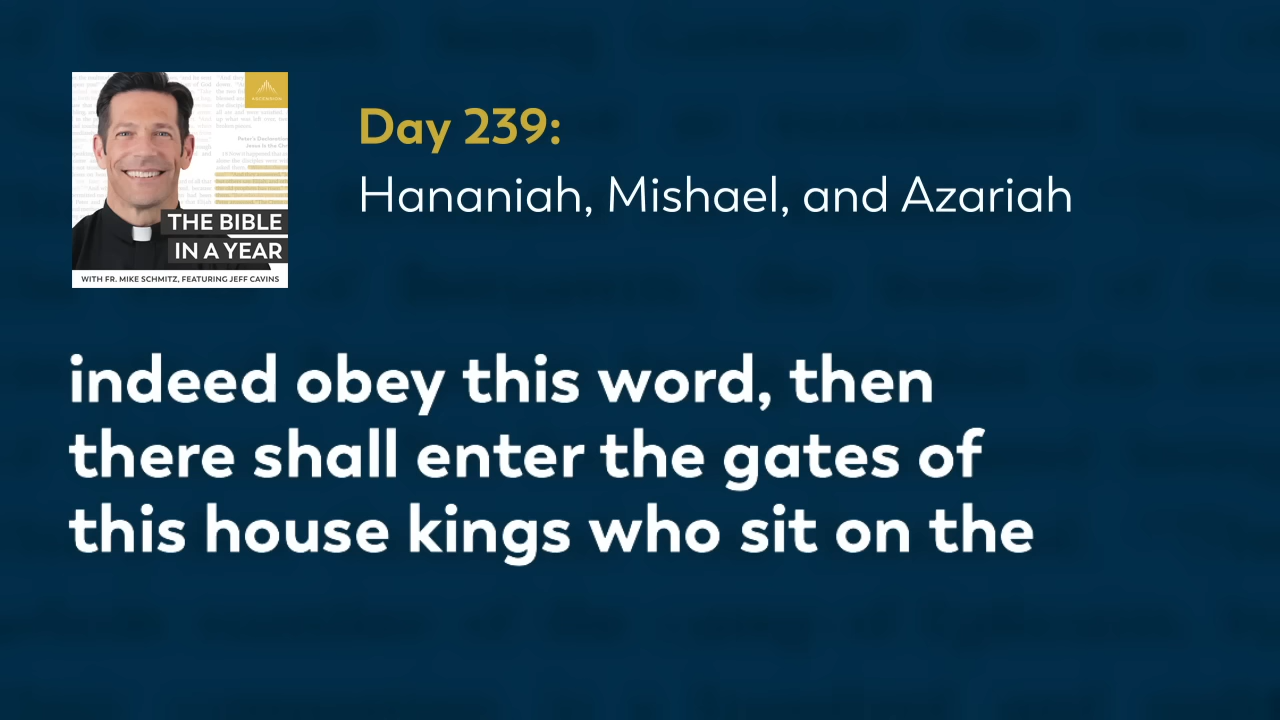 Day 239:
Hananiah, Mishael, and Azariah
THE BIBLE
IN A YEAR
WITH FR. MIKE SCHMITZ, FEATURING JEFF CAVINS
indeed obey this word, then
there shall enter the gates of
this house kings who sit on the